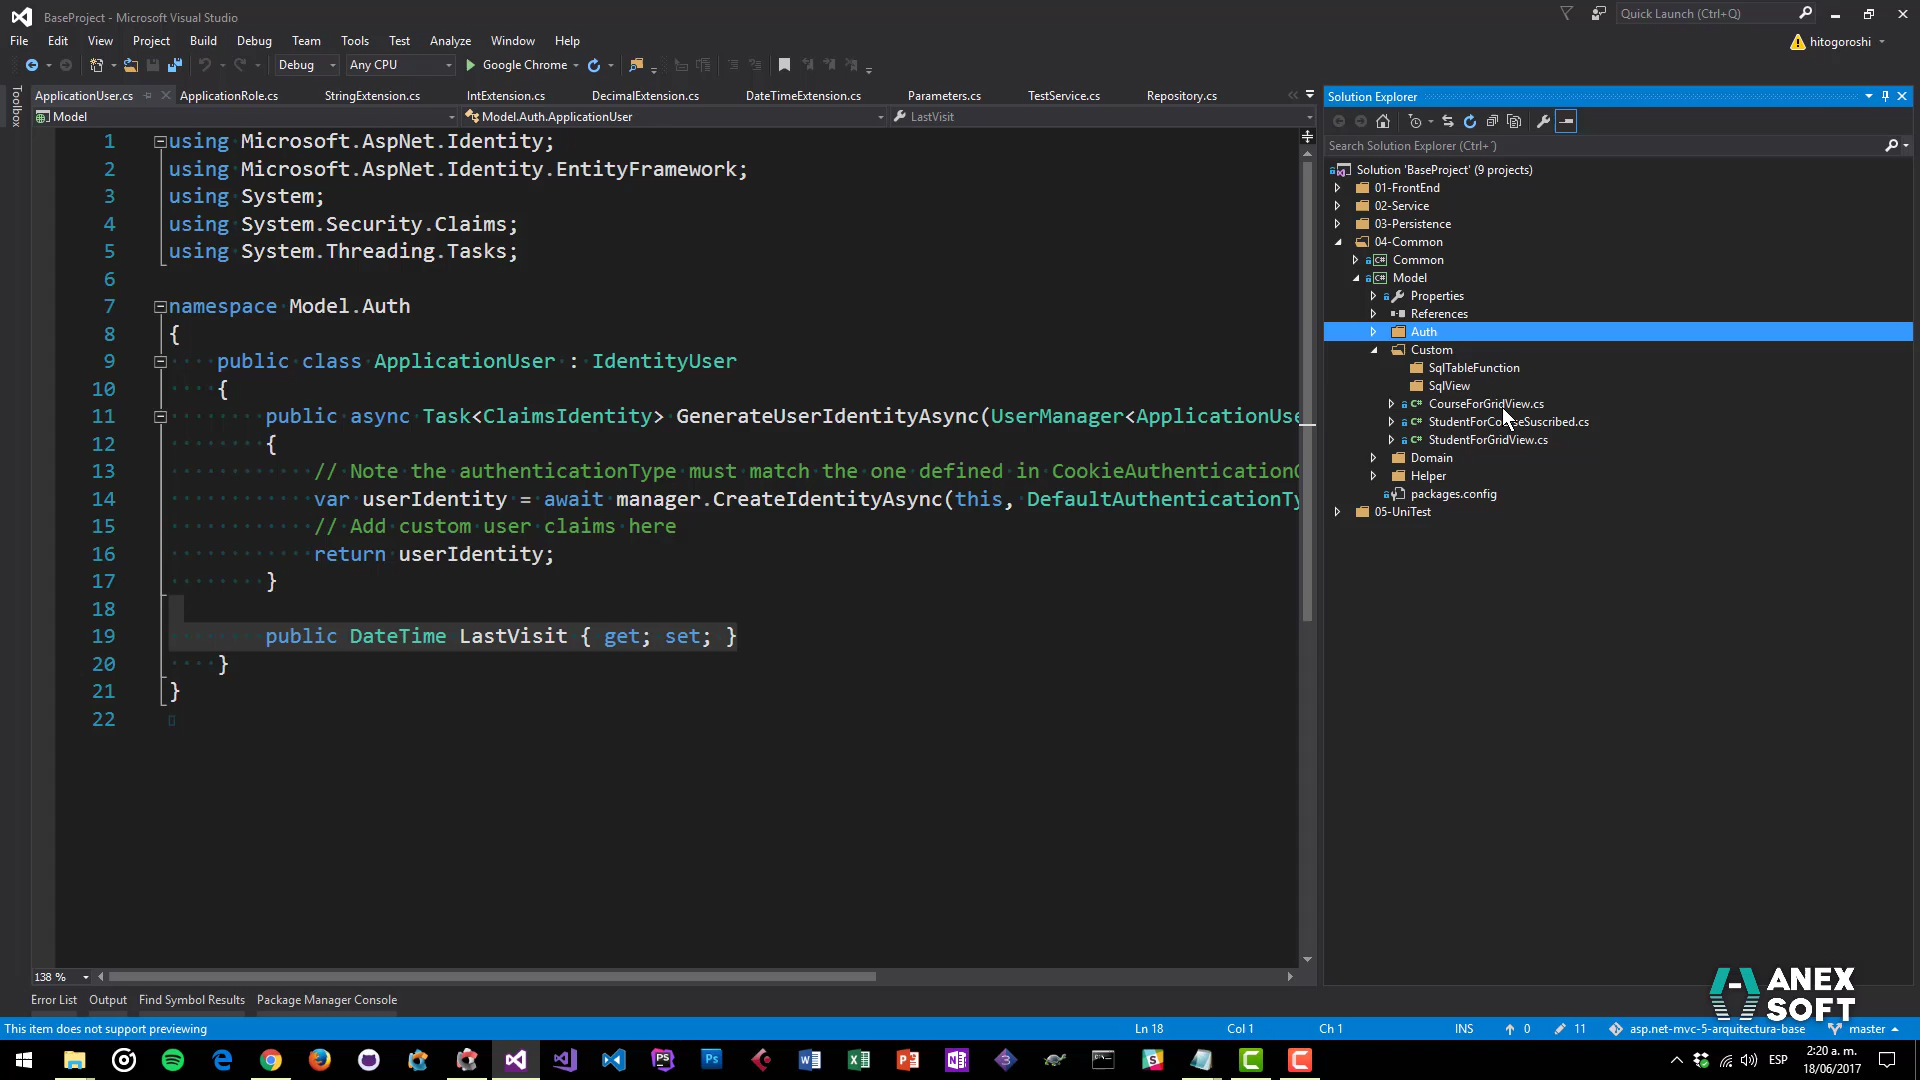 BaseProject - Microsoft Visual Studio
Quick Launch (Ctrl+Q)
File Edit View Project Build Debug Team Tools Test Analyze Window Help
hitogoroshi
Debug Any CPU Google Chrome
Toolbox
ApplicationUser.cs ApplicationRole.cs StringExtension.cs IntExtension.cs DecimalExtension.cs DateTimeExtension.cs Parameters.cs TestService.cs Repository.cs
Model Model.Auth.ApplicationUser LastVisit
1 using Microsoft.AspNet.Identity;
2 using Microsoft.AspNet.Identity.EntityFramework;
3 using System;
4 using System.Security.Claims;
5 using System.Threading.Tasks;
6
7 namespace Model.Auth
8 {
9 public class ApplicationUser : IdentityUser
10 {
11 public async Task<ClaimsIdentity> GenerateUserIdentityAsync(UserManager<ApplicationUse
12 {
13 // Note the authenticationType must match the one defined in CookieAuthentication
14 var userIdentity = await manager.CreateIdentityAsync(this, DefaultAuthenticationTy
15 // Add custom user claims here
16 return userIdentity;
17 }
18
19 public DateTime LastVisit { get; set; }
20 }
21 }
22
138 %
Error List Output Find Symbol Results Package Manager Console
Solution Explorer
Search Solution Explorer (Ctrl+´)
Solution 'BaseProject' (9 projects)
01-FrontEnd
02-Service
03-Persistence
04-Common
Common
Model
Properties
References
Auth
Custom
SqlTableFunction
SqlView
CourseForGridView.cs
StudentForCourseSuscribed.cs
StudentForGridView.cs
Domain
Helper
packages.config
05-UniTest
ANEX
SOFT
This item does not support previewing Ln 18 Col 1 Ch 1 INS 0 11 asp.net-mvc-5-arquitectura-base master
ESP 2:20 a. m.
18/06/2017